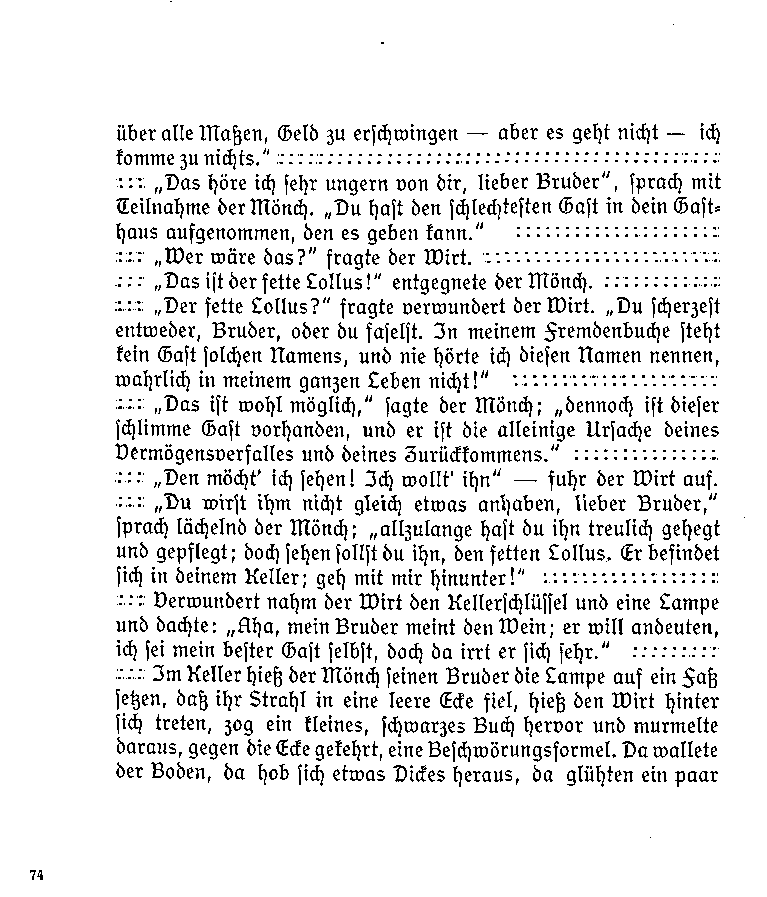 über alle Maßen, Geld zu erschwingen — aber es geht nicht — ich
komme zu nichts.“
„Das höre ich sehr ungern von dir, lieber Bruder“, sprach mit
Teilnahme der Mönch. „Du hast den schlechtesten Gast in dein Gast-
haus aufgenommen, den es geben kann.“
„Wer wäre das?“ fragte der Wirt.
„Das ist der fette Lollus!“ entgegnete der Mönch.
„Der fette Lollus?“ fragte verwundert der Wirt. „Du scherzest
entweder, Bruder, oder du faselst. In meinem Fremdenbuche steht
kein Gast solchen Namens, und nie hörte ich diesen Namen nennen,
wahrlich in meinem ganzen Leben nicht!“
„Das ist wohl möglich,“ sagte der Mönch; „dennoch ist dieser
schlimme Gast vorhanden, und er ist die alleinige Ursache deines
Vermögensverfalles und deines Zurückkommens.“
„Den möcht' ich sehen! Ich wollt' ihn“ — fuhr der Wirt auf.
„Du wirst ihm nicht gleich etwas anhaben, lieber Bruder,“
sprach lächelnd der Mönch; „allzulange hast du ihn treulich gehegt
und gepflegt; doch sehen sollst du ihn, den fetten Lollus. Er befindet
sich in deinem Keller; geh mit mir hinunter!“
Verwundert nahm der Wirt den Kellerschlüssel und eine Lampe
und dachte: „Aha, mein Bruder meint den Wein; er will andeuten,
ich sei mein bester Gast selbst, doch da irrt er sich sehr.“
Im Keller hieß der Mönch seinen Bruder die Lampe auf ein Faß
setzen, daß ihr Strahl in eine leere Ecke fiel, hieß den Wirt hinter
sich treten, zog ein kleines, schwarzes Buch hervor und murmelte
daraus, gegen die Ecke gekehrt, eine Beschwörungsformel. Da wallete
der Boden, da hob sich etwas Dickes heraus, da glühten ein paar
74